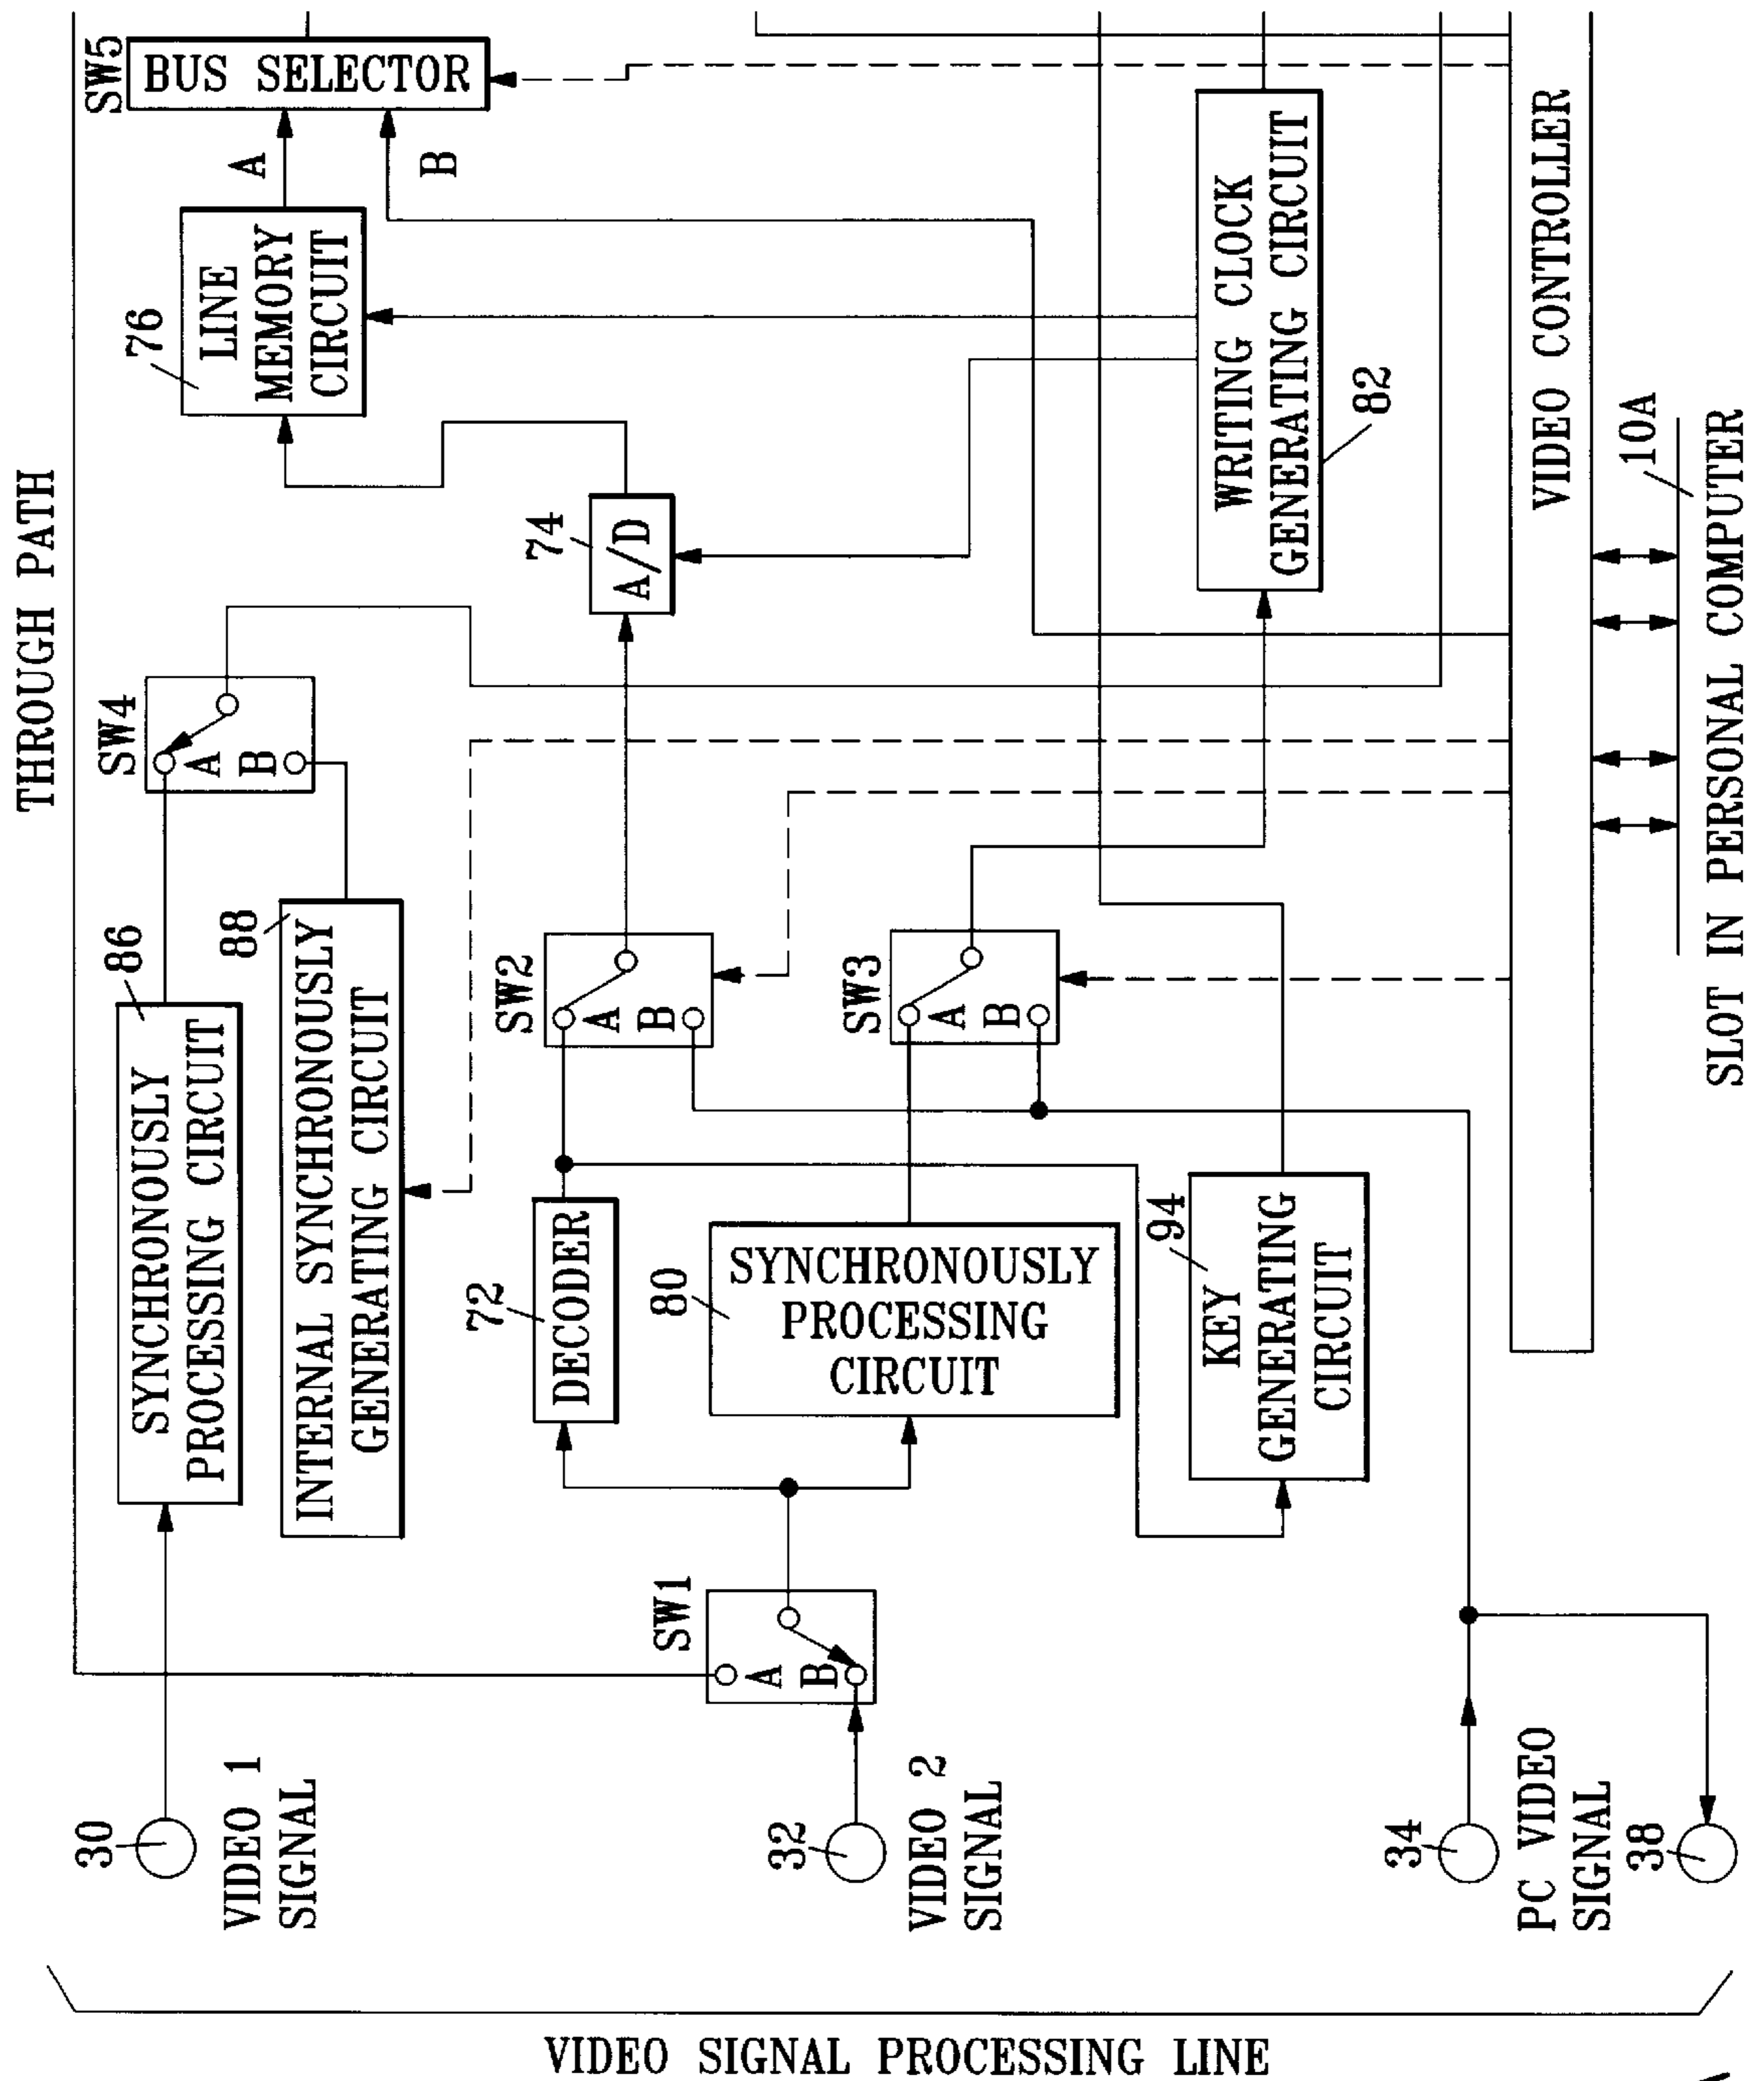 THROUGH PATH
SW5
BUS SELECTOR
A
B
76
LINE
MEMORY
CIRCUIT
74
A/D
WRITING CLOCK
GENERATING CIRCUIT
82
VIDEO CONTROLLER
10A
SLOT IN PERSONAL COMPUTER
SW4
A
B
86
SYNCHRONOUSLY
PROCESSING CIRCUIT
88
INTERNAL SYNCHRONOUSLY
GENERATING CIRCUIT
SW2
A
B
SW3
A
B
72
DECODER
80
SYNCHRONOUSLY
PROCESSING
CIRCUIT
94
KEY
GENERATING
CIRCUIT
SW1
A
B
30
VIDEO 1
SIGNAL
32
VIDEO 2
SIGNAL
34
PC VIDEO
SIGNAL
38
VIDEO SIGNAL PROCESSING LINE